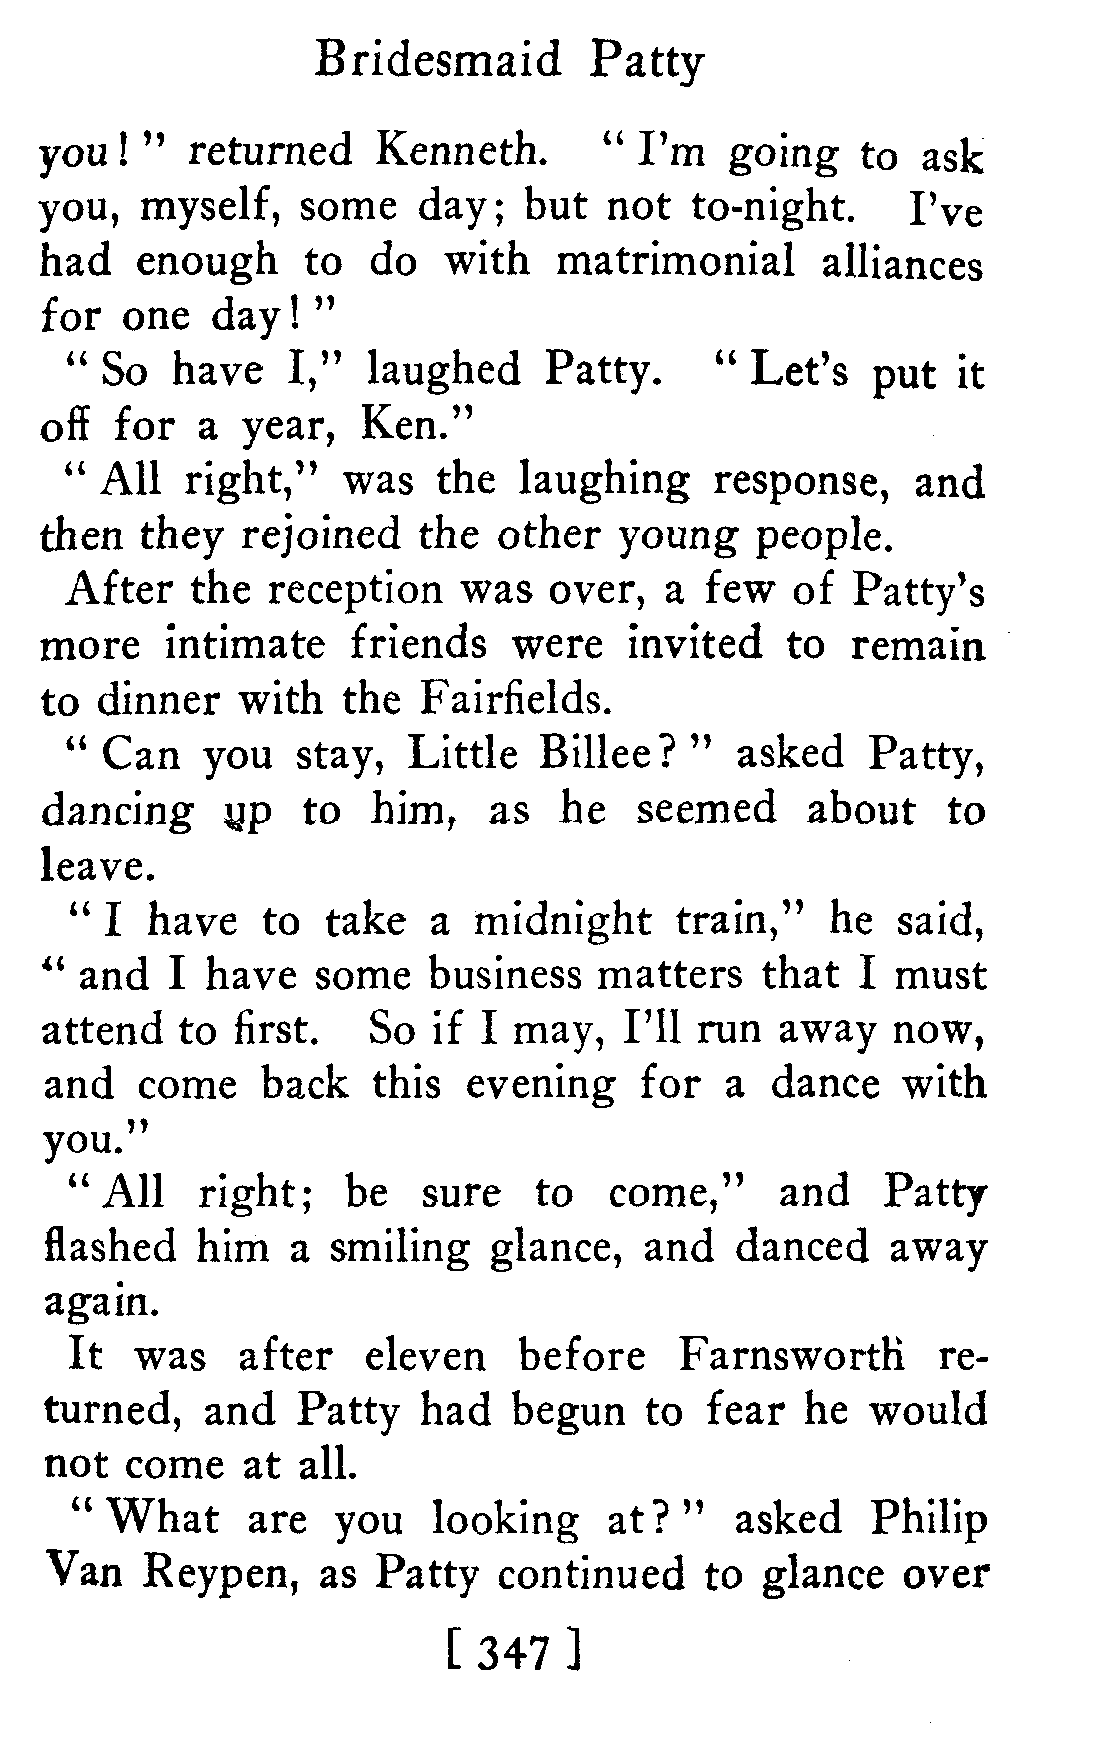 Bridesmaid Patty
you!" returned Kenneth. "I'm going to ask
you, myself, some day; but not to-night. I've
had enough to do with matrimonial alliances
for one day!"
"So have I," laughed Patty. "Let's put it
off for a year, Ken."
"All right," was the laughing response, and
then they rejoined the other young people.
After the reception was over, a few of Patty's
more intimate friends were invited to remain
to dinner with the Fairfields.
"Can you stay, Little Billee?" asked Patty,
dancing up to him, as he seemed about to
leave.
"I have to take a midnight train," he said,
"and I have some business matters that I must
attend to first. So if I may, I'll run away now,
and come back this evening for a dance with
you."
"All right; be sure to come," and Patty
flashed him a smiling glance, and danced away
again.
It was after eleven before Farnsworth re-
turned, and Patty had begun to fear he would
not come at all.
"What are you looking at?" asked Philip
Van Reypen, as Patty continued to glance over
[ 347 ]